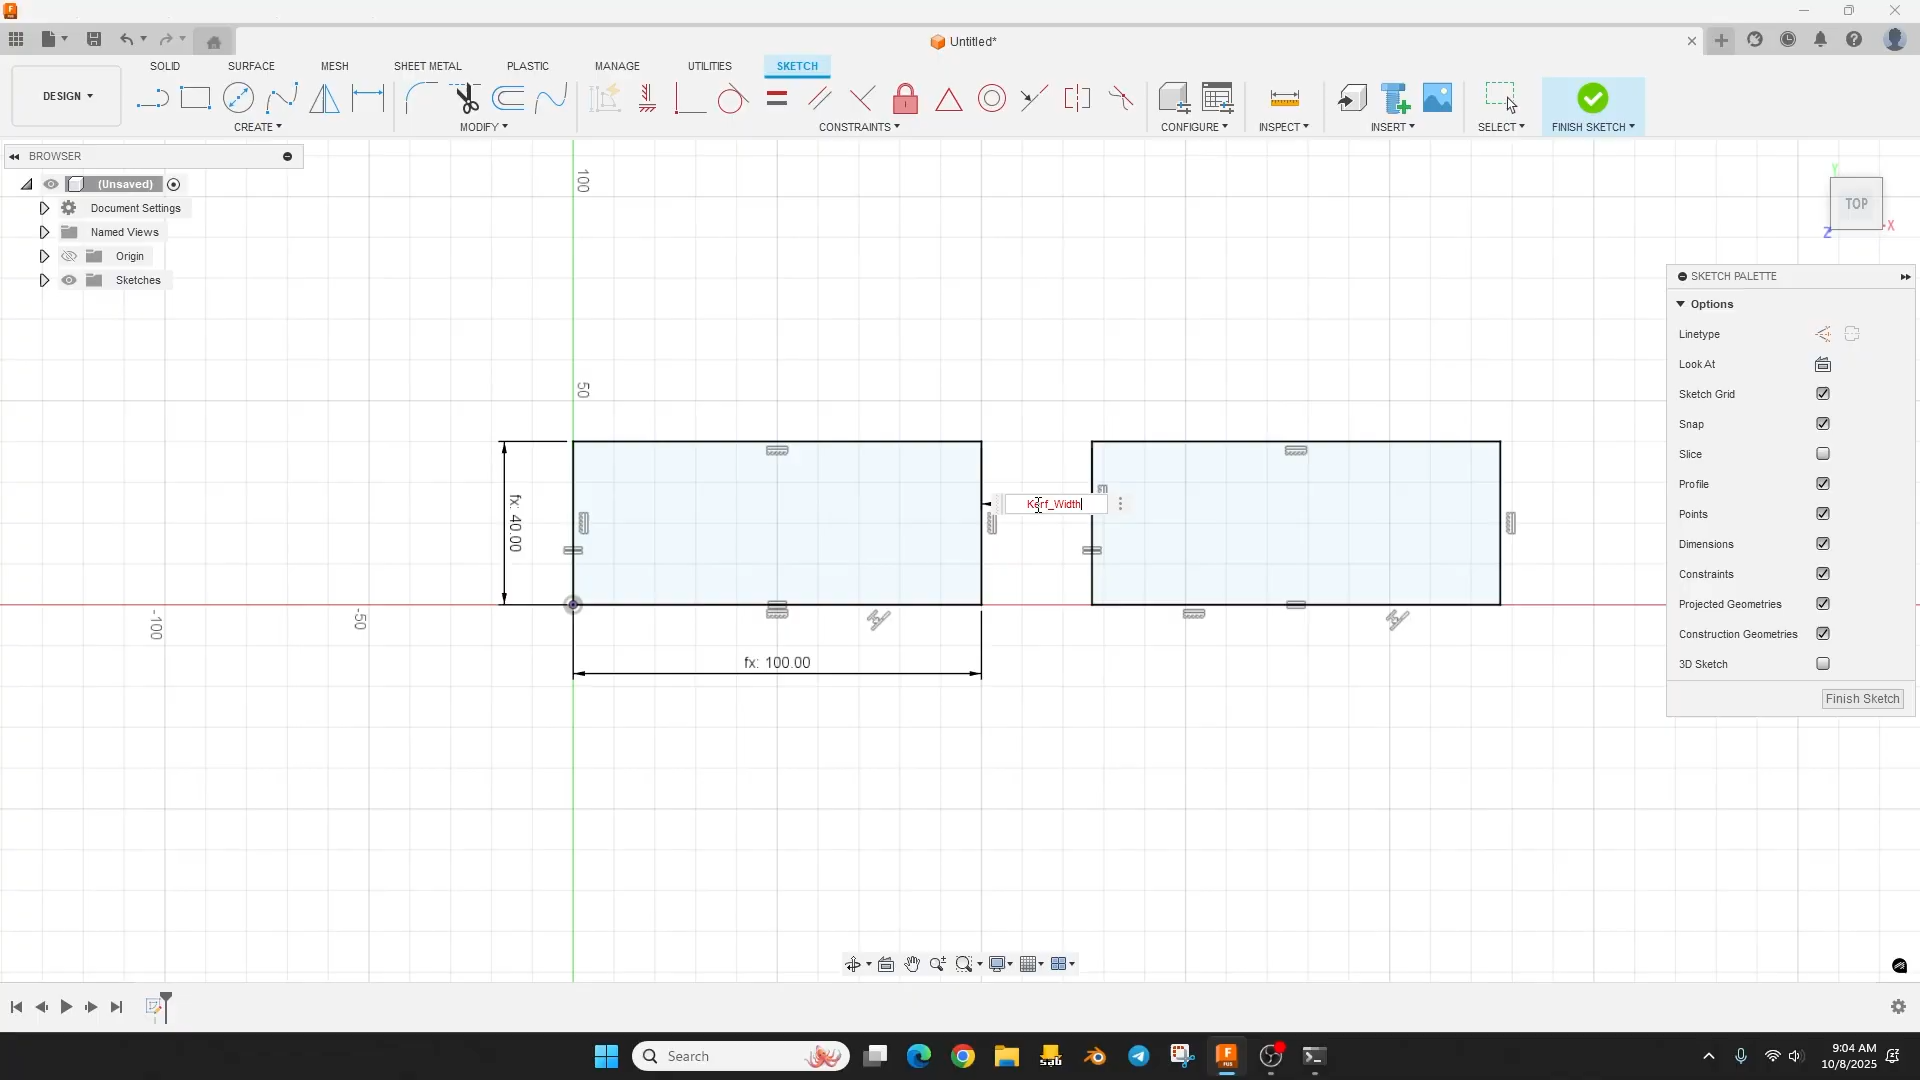 Untitled*
DESIGN
SOLID
SURFACE
MESH
SHEET METAL
PLASTIC
MANAGE
UTILITIES
SKETCH
CREATE
MODIFY
CONSTRAINTS
CONFIGURE
INSPECT
INSERT
SELECT
FINISH SKETCH
BROWSER
(Unsaved)
Document Settings
Named Views
Origin
Sketches
100
50
-50
-100
fx: 40.00
fx: 100.00
Kerf_Width
Y
TOP
X
Z
SKETCH PALETTE
Options
Linetype
Look At
Sketch Grid
Snap
Slice
Profile
Points
Dimensions
Constraints
Projected Geometries
Construction Geometries
3D Sketch
Finish Sketch
Search
9:04 AM
10/8/2025